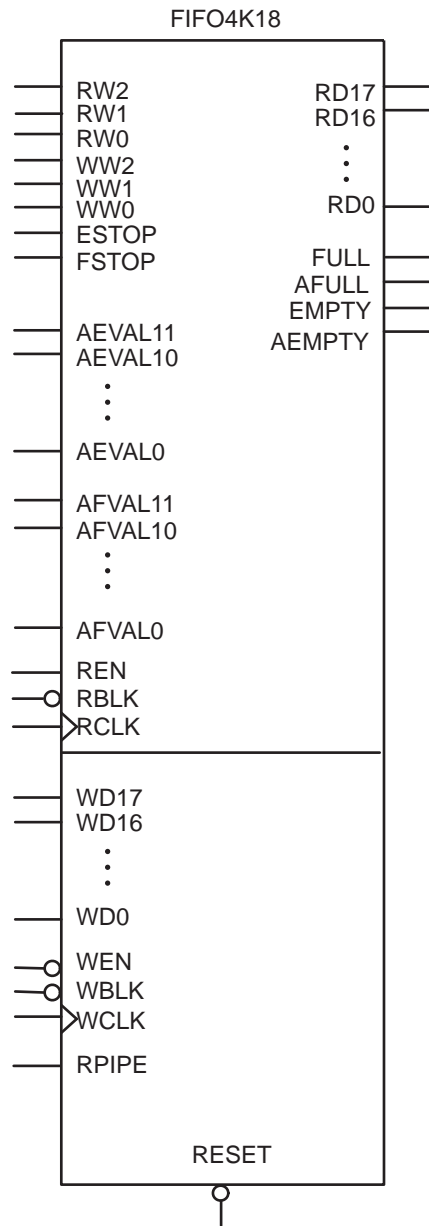 FIFO4K18
RW2
RW1
RW0
WW2
WW1
WW0
ESTOP
FSTOP
AEVAL11
AEVAL10
AEVAL0
AFVAL11
AFVAL10
AFVAL0
REN
RBLK
RCLK
WD17
WD16
WD0
WEN
WBLK
WCLK
RPIPE
RD17
RD16
RD0
FULL
AFULL
EMPTY
AEMPTY
RESET